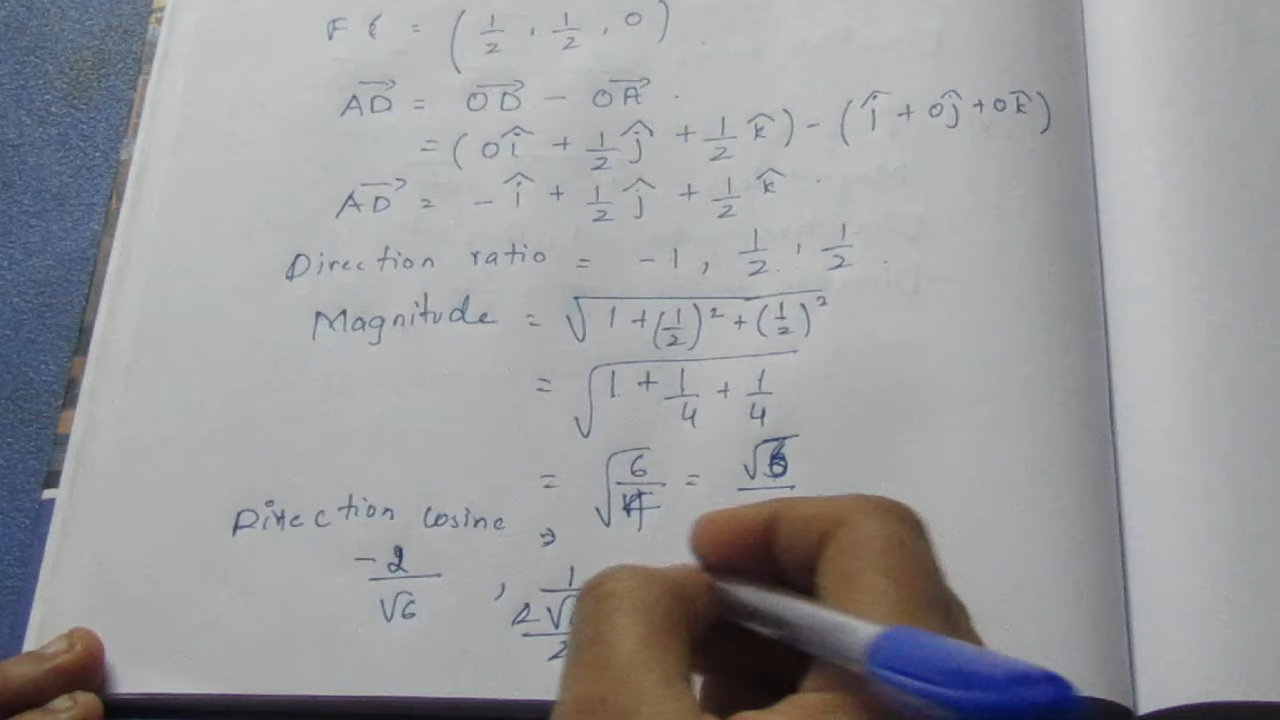 F = ( 1/2 , 1/2 , 0 )
AD⃗ = OD⃗ - OA⃗ .
= ( 0î + 1/2 ĵ + 1/2 k̂ ) - ( î + 0ĵ + 0k̂ )
AD⃗ = - î + 1/2 ĵ + 1/2 k̂ .
Direction ratio = -1 , 1/2 , 1/2 .
Magnitude = √(1 + (1/2)² + (1/2)²)
= √(1 + 1/4 + 1/4)
= √(6/4) = √6
Direction cosine ⇒
-2/√6 , 1